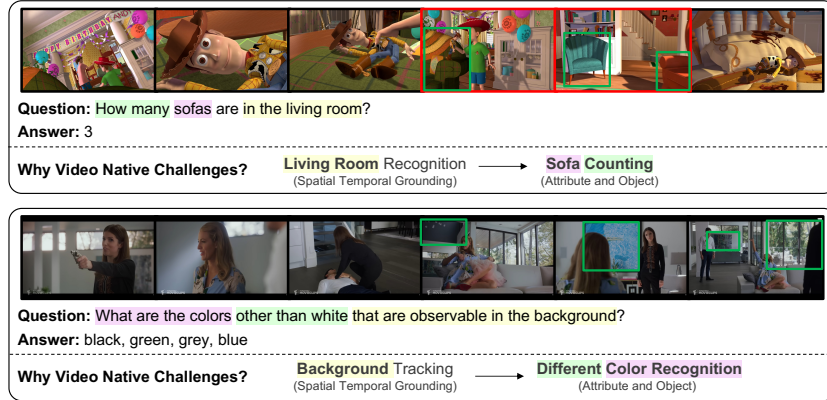 Question: How many sofas are in the living room?
Answer: 3
Why Video Native Challenges?
Living Room Recognition
(Spatial Temporal Grounding)
Sofa Counting
(Attribute and Object)
Question: What are the colors other than white that are observable in the background?
Answer: black, green, grey, blue
Why Video Native Challenges?
Background Tracking
(Spatial Temporal Grounding)
Different Color Recognition
(Attribute and Object)